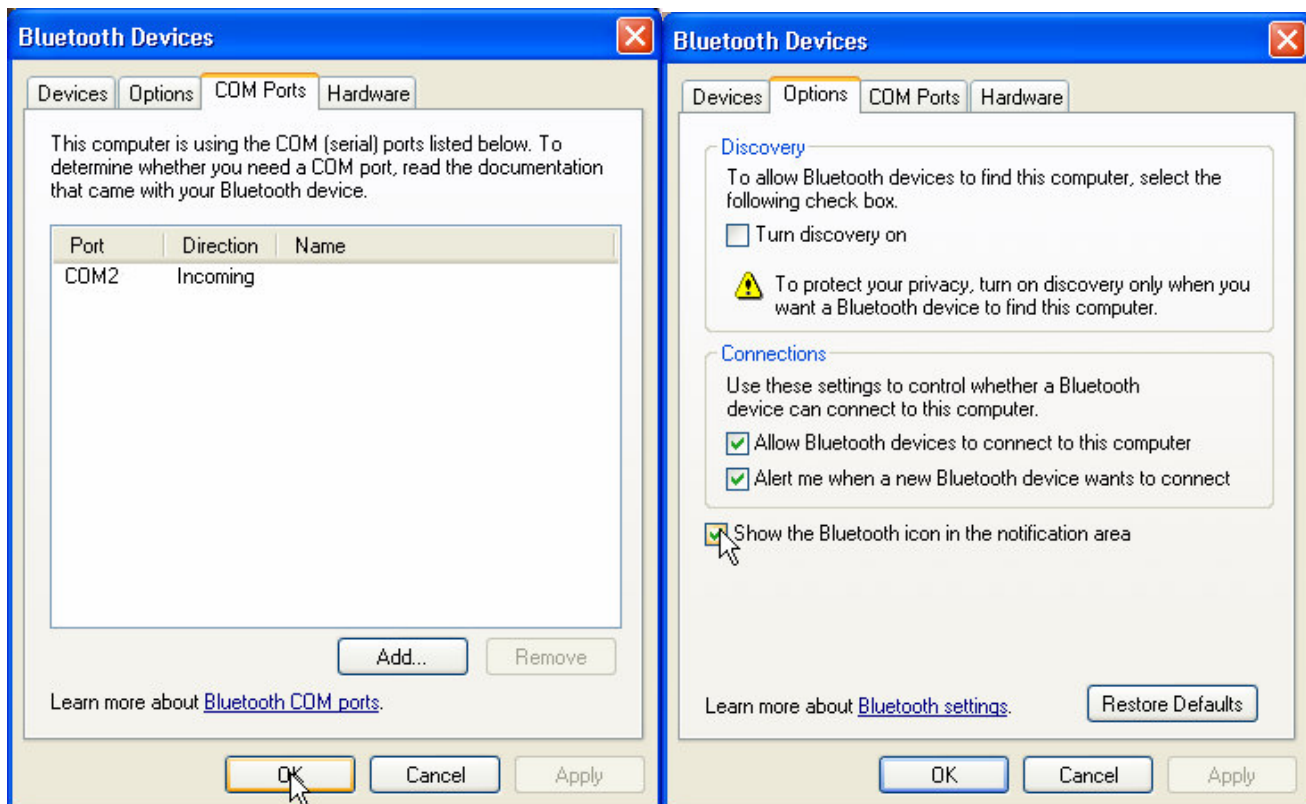 Bluetooth Devices
Devices Options COM Ports Hardware
This computer is using the COM (serial) ports listed below. To
determine whether you need a COM port, read the documentation
that came with your Bluetooth device.
Port Direction Name
COM2 Incoming
Add... Remove
Learn more about Bluetooth COM ports.
OK Cancel Apply
Bluetooth Devices
Devices Options COM Ports Hardware
Discovery
To allow Bluetooth devices to find this computer, select the
following check box.
Turn discovery on
To protect your privacy, turn on discovery only when you
want a Bluetooth device to find this computer.
Connections
Use these settings to control whether a Bluetooth
device can connect to this computer.
Allow Bluetooth devices to connect to this computer
Alert me when a new Bluetooth device wants to connect
Show the Bluetooth icon in the notification area
Learn more about Bluetooth settings. Restore Defaults
OK Cancel Apply